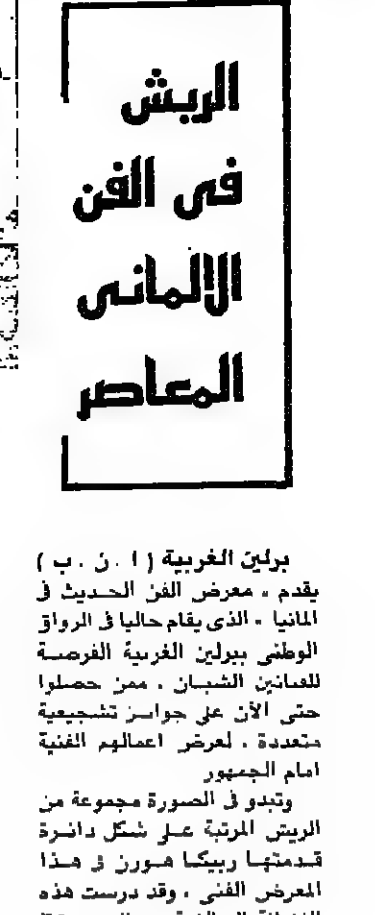 الريش
فى الفن
الالمانى
المعاصر
برلين الغربية ( ا . ن . ب )
يقدم « معرض الفن الحديث فى
المانيا » الذى يقام حاليا فى الرواق
الوطنى ببرلين الغربية الفرصة
للفنانين الشبان ، ممن حصلوا
حتى الآن على جوائز تشجيعية
متعددة ، لعرض اعمالهم الفنية
امام الجمهور
وتبدو فى الصورة مجموعة من
الريش المرتبة على شكل دائرة
قدمتها ريبيكا هورن فى هذا
المعرض الفنى ، وقد درست هذه